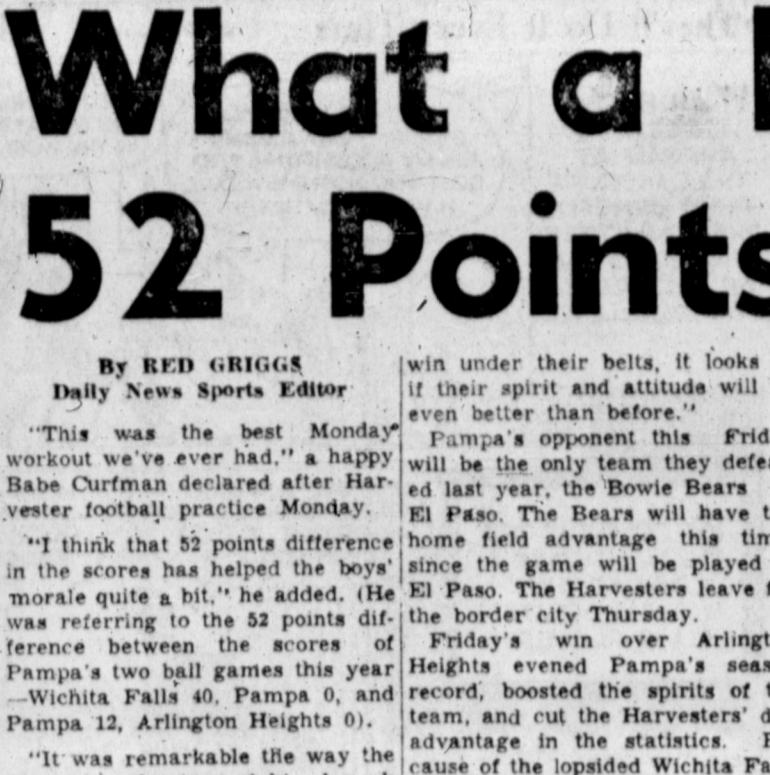 What a
52 Points
By RED GRIGGS
Daily News Sports Editor
"This was the best Monday
workout we've ever had," a happy
Babe Curfman declared after Har-
vester football practice Monday.
"I think that 52 points difference
in the scores has helped the boys'
morale quite a bit," he added. (He
was referring to the 52 points dif-
ference between the scores of
Pampa's two ball games this year
—Wichita Falls 40, Pampa 0, and
Pampa 12, Arlington Heights 0).
"It was remarkable the way the
win under their belts, it looks
if their spirit and attitude will
even better than before."
Pampa's opponent this Frid
will be the only team they defe
ed last year, the Bowie Bears
El Paso. The Bears will have t
home field advantage this tim
since the game will be played
El Paso. The Harvesters leave f
the border city Thursday.
Friday's win over Arlingt
Heights evened Pampa's seas
record, boosted the spirits of t
team, and cut the Harvesters' d
advantage in the statistics.
cause of the lopsided Wichita Fa